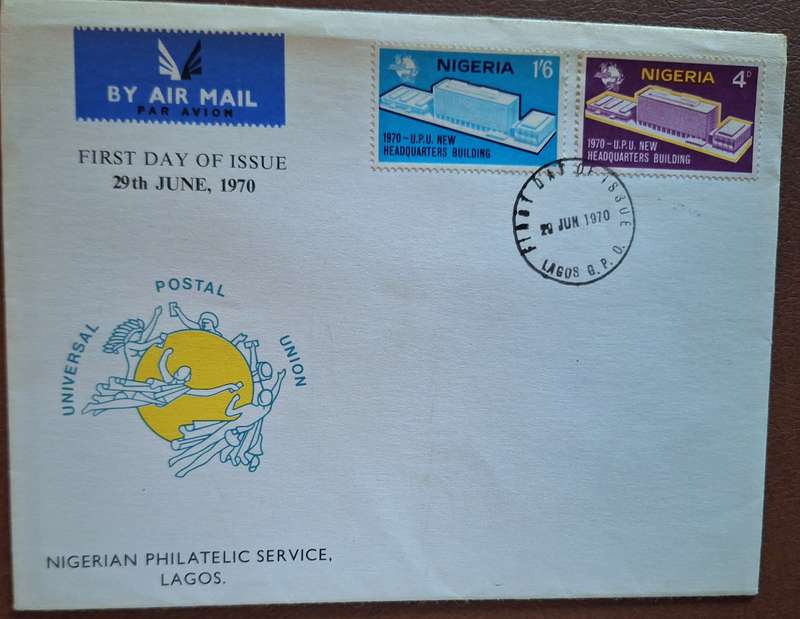 BY AIR MAIL
PAR AVION
FIRST DAY OF ISSUE
29th JUNE, 1970
NIGERIA 1'6
1970-U.P.U. NEW
HEADQUARTERS BUILDING
NIGERIA 4D
1970-U.P.U. NEW
HEADQUARTERS BUILDING
FIRST DAY OF ISSUE
29 JUN 1970
LAGOS G.P.O.
UNIVERSAL POSTAL UNION
NIGERIAN PHILATELIC SERVICE,
LAGOS.